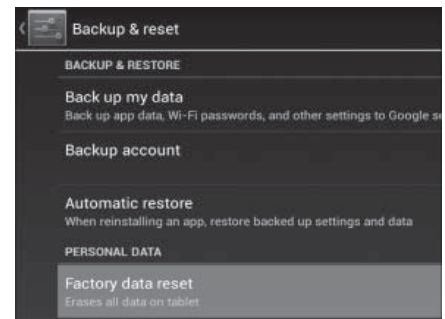 Backup & reset
BACKUP & RESTORE
Back up my data
Back up app data, Wi-Fi passwords, and other settings to Google
Backup account
Automatic restore
When reinstalling an app, restore backed up settings and data
PERSONAL DATA
Factory data reset
Erases all data on tablet